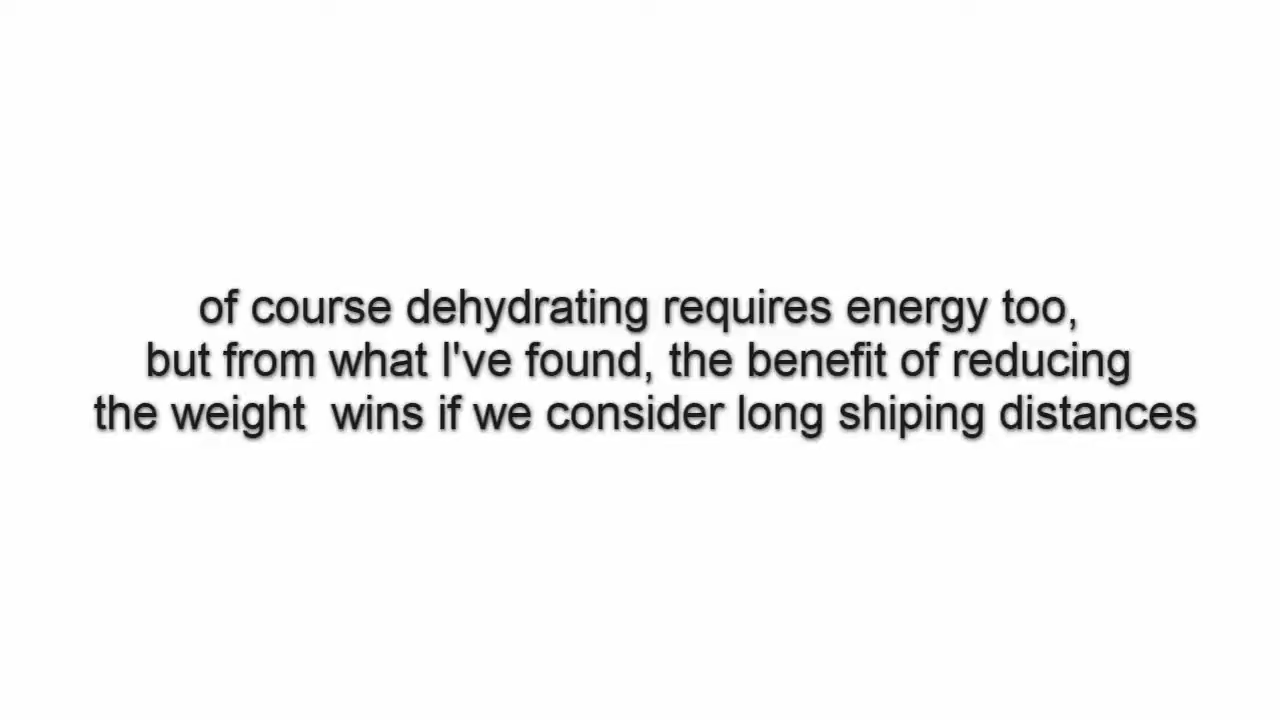 of course dehydrating requires energy too,
but from what I've found, the benefit of reducing
the weight  wins if we consider long shiping distances